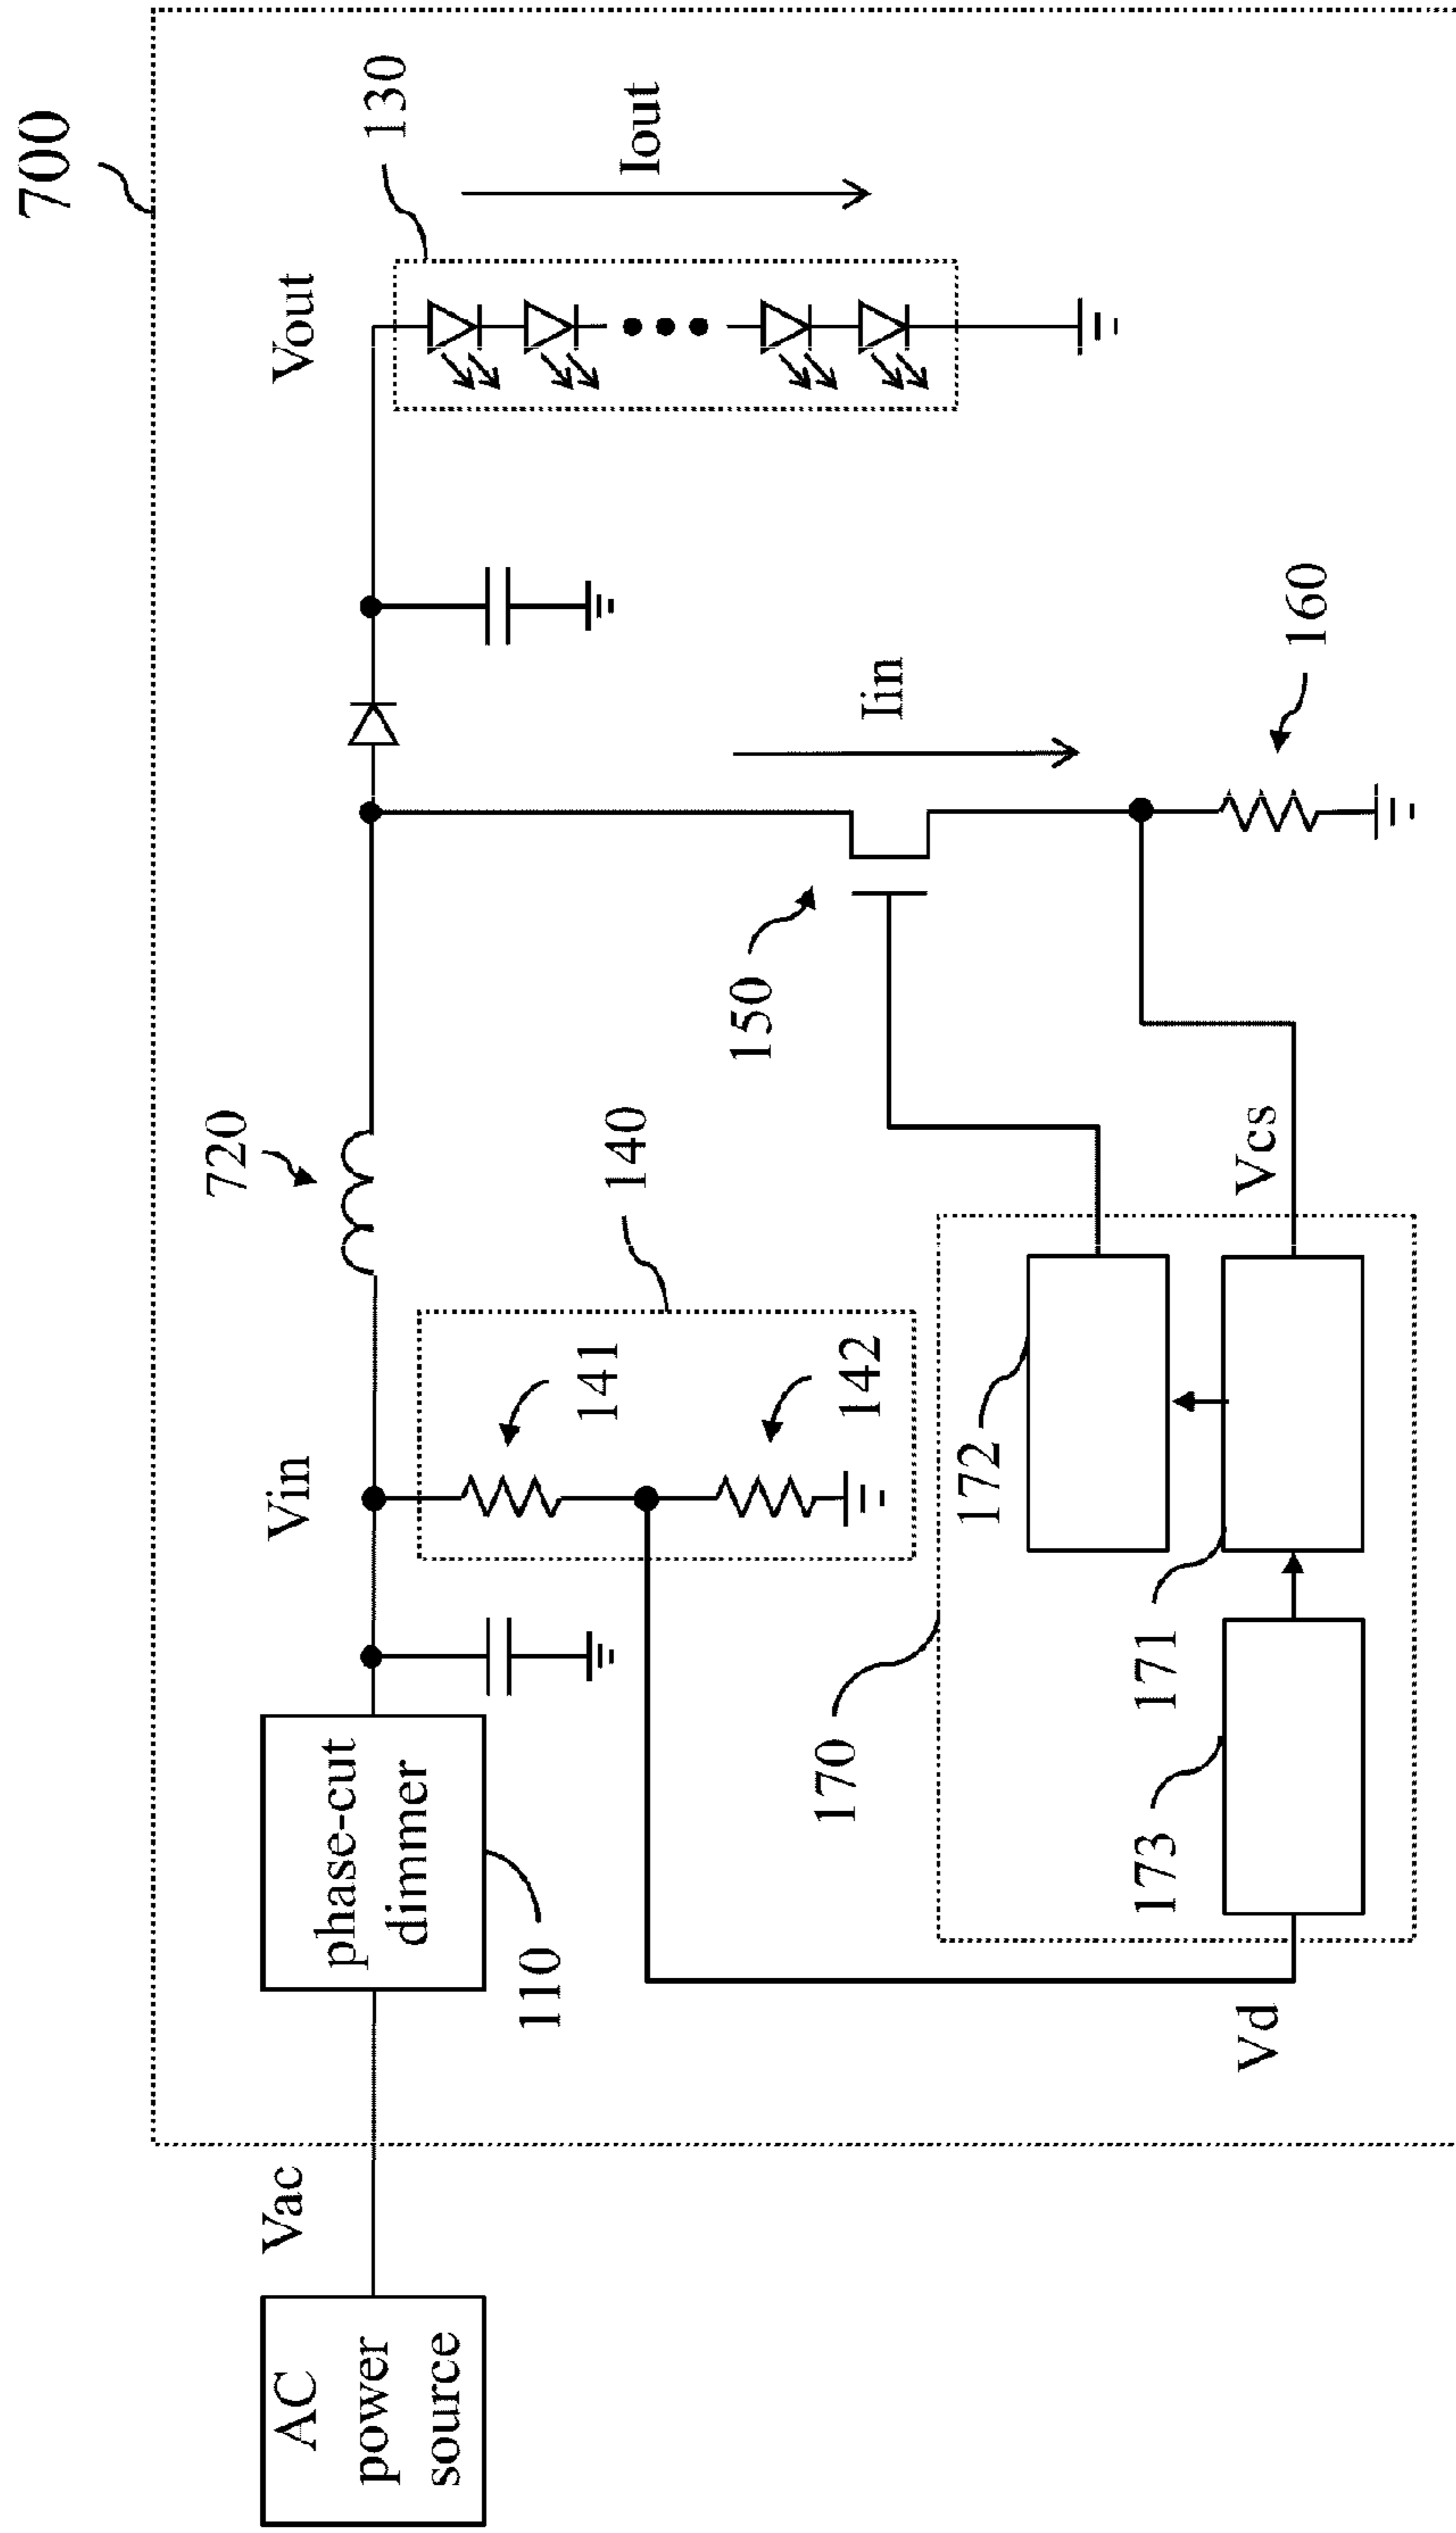 700
AC
power
source
Vac
phase-cut
dimmer
110
Vin
720
Vout
130
Iout
140
141
142
150
Iin
160
170
172
171
173
Vcs
Vd